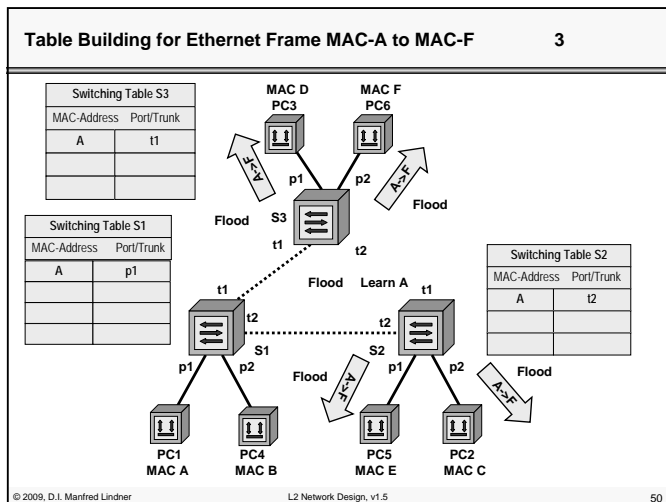 Table Building for Ethernet Frame MAC-A to MAC-F 3
Switching Table S3
MAC-Address Port/Trunk
A t1
MAC D
PC3
MAC F
PC6
A->F
A->F
p1 p2
Flood
Flood
S3
t1 t2
Switching Table S1
MAC-Address Port/Trunk
A p1
Switching Table S2
MAC-Address Port/Trunk
A t2
Flood Learn A
t1 t1
t2 t2
S1 S2
p1 p2 p1 p2
Flood Flood
A->F
A->F
PC1
MAC A
PC4
MAC B
PC5
MAC E
PC2
MAC C
© 2009, D.I. Manfred Lindner L2 Network Design, v1.5 50